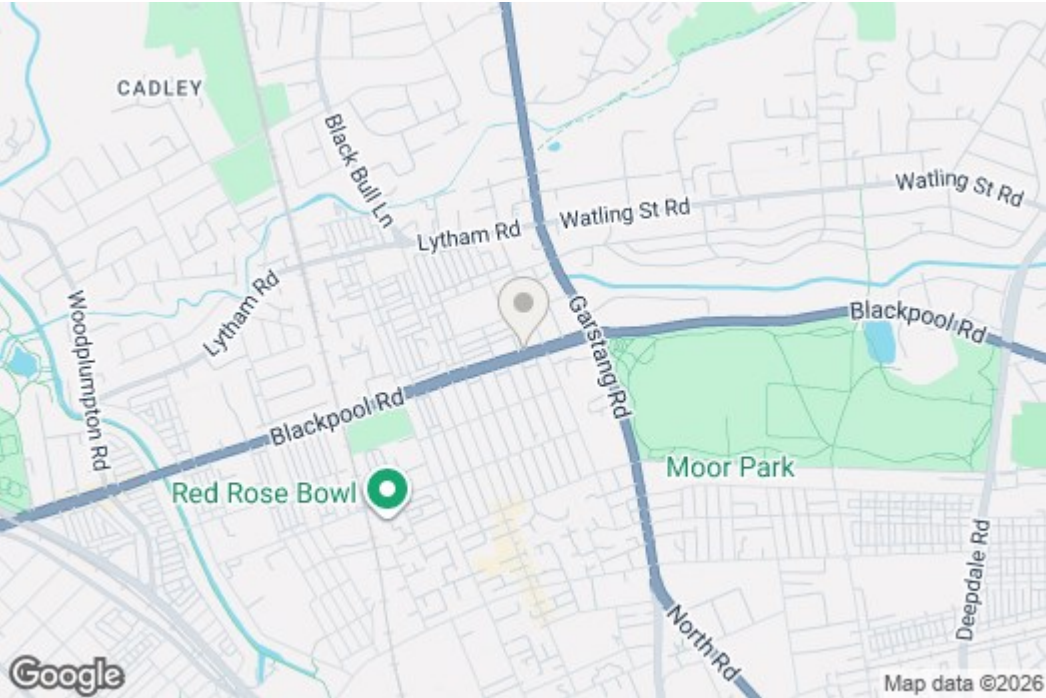 CADLEY
Black Bull Ln
Watling St Rd
Watling St Rd
Lytham Rd
Lytham Rd
Woodplumpton Rd
Garstang Rd
Blackpool Rd
Blackpool Rd
Moor Park
Red Rose Bowl
Deepdale Rd
North Rd
Google
Map data ©2026